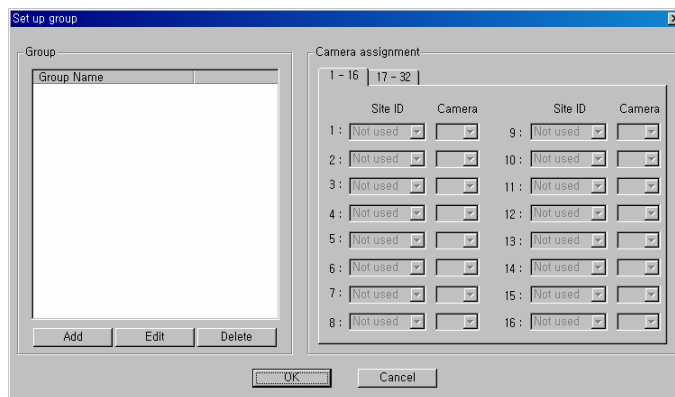 Set up group
Group
Group Name
Add Edit Delete
Camera assignment
1 - 16 17 - 32
Site ID Camera Site ID Camera
1 : Not used 9 : Not used
2 : Not used 10 : Not used
3 : Not used 11 : Not used
4 : Not used 12 : Not used
5 : Not used 13 : Not used
6 : Not used 14 : Not used
7 : Not used 15 : Not used
8 : Not used 16 : Not used
OK Cancel